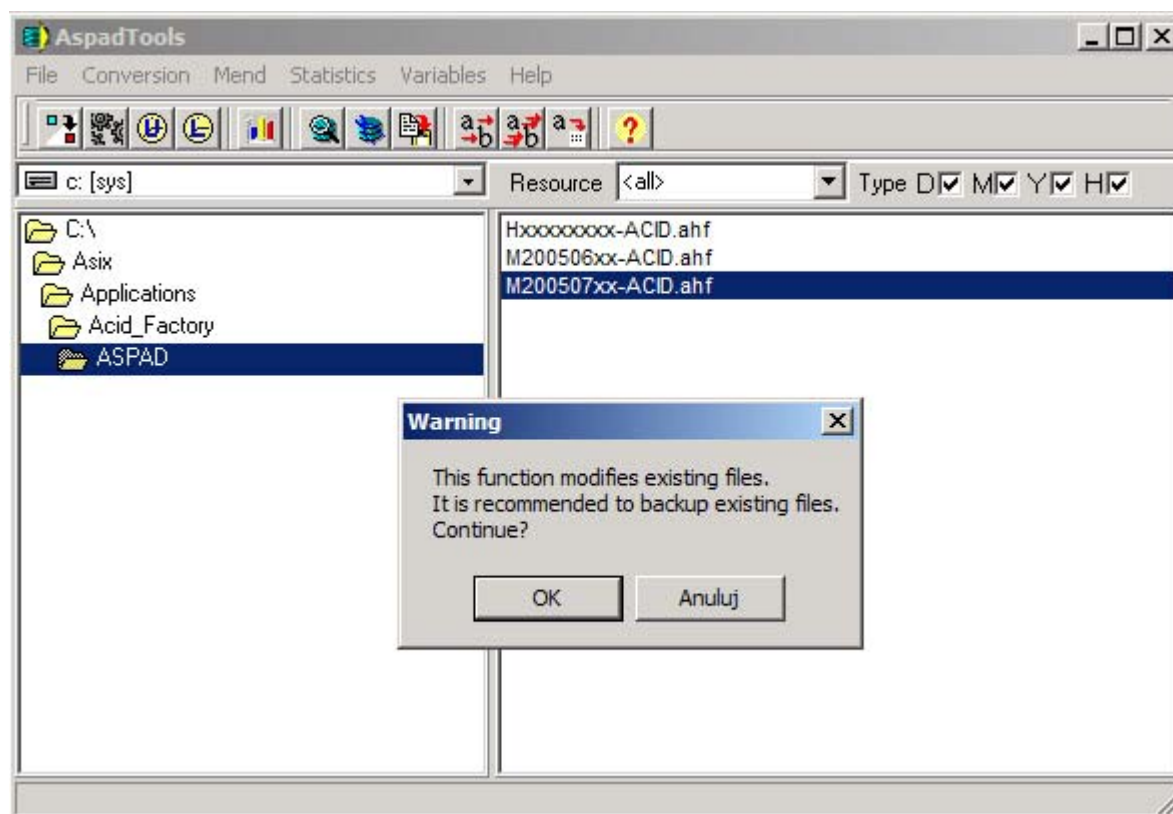 AspadTools
File Conversion Mend Statistics Variables Help
c: [sys] Resource <all> Type D M Y H
C:\
Asix
Applications
Acid_Factory
ASPAD
Hxxxxxxxx-ACID.ahf
M200506xx-ACID.ahf
M200507xx-ACID.ahf
Warning
This function modifies existing files.
It is recommended to backup existing files.
Continue?
OK Anuluj